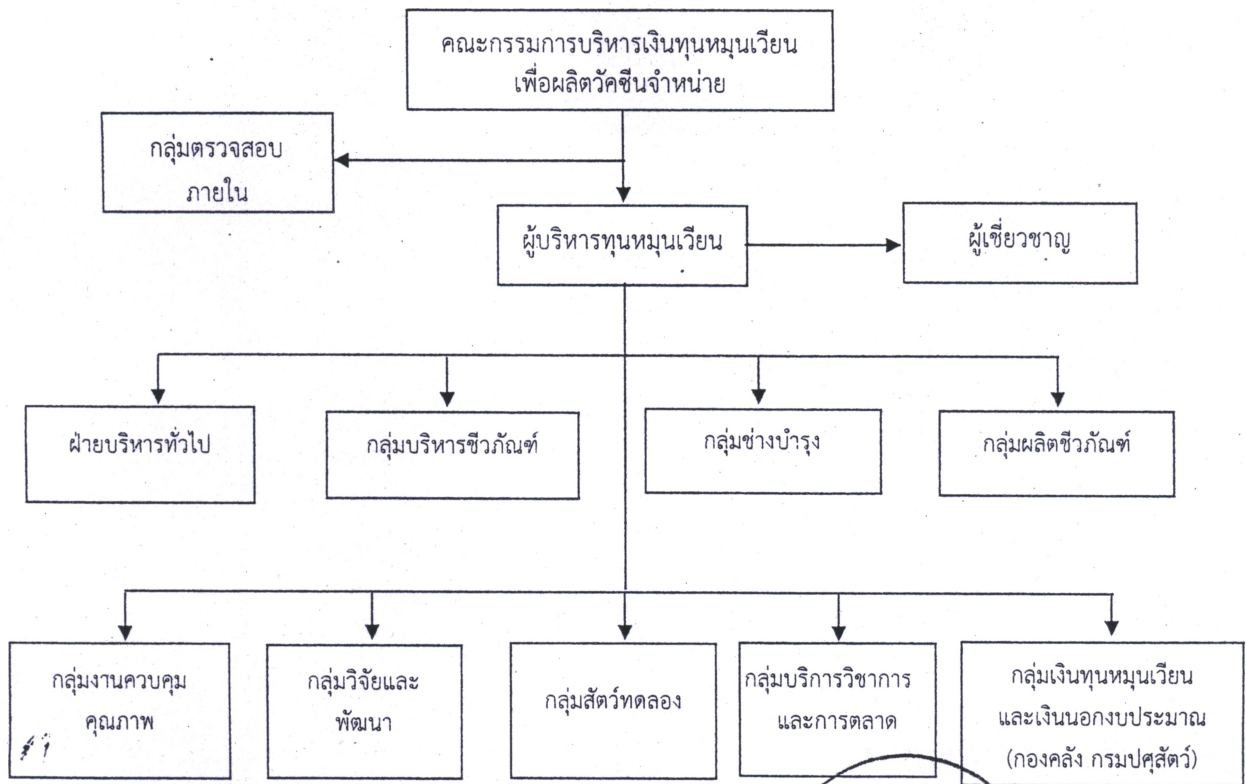 คณะกรรมการบริหารเงินทุนหมุนเวียน
เพื่อผลิตวัคซีนจำหน่าย
กลุ่มตรวจสอบ
ภายใน
ผู้บริหารทุนหมุนเวียน
ผู้เชี่ยวชาญ
ฝ่ายบริหารทั่วไป
กลุ่มบริหารชีวภัณฑ์
กลุ่มช่างบำรุง
กลุ่มผลิตชีวภัณฑ์
กลุ่มงานควบคุม
คุณภาพ
กลุ่มวิจัยและ
พัฒนา
กลุ่มสัตว์ทดลอง
กลุ่มบริการวิชาการ
และการตลาด
กลุ่มเงินทุนหมุนเวียน
และเงินนอกงบประมาณ
(กองคลัง กรมปศุสัตว์)